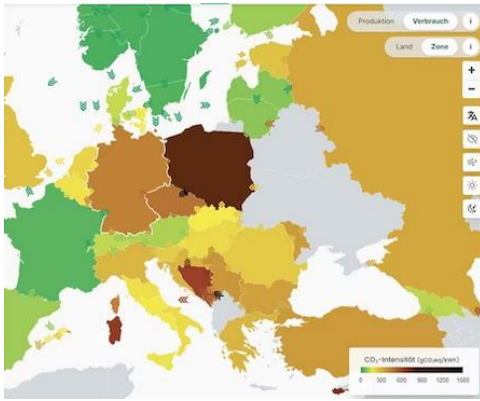 Produktion Verbrauch i
Land Zone i
+
−
CO₂-Intensität (gCO₂eq/kWh)
0 300 600 900 1200 1500